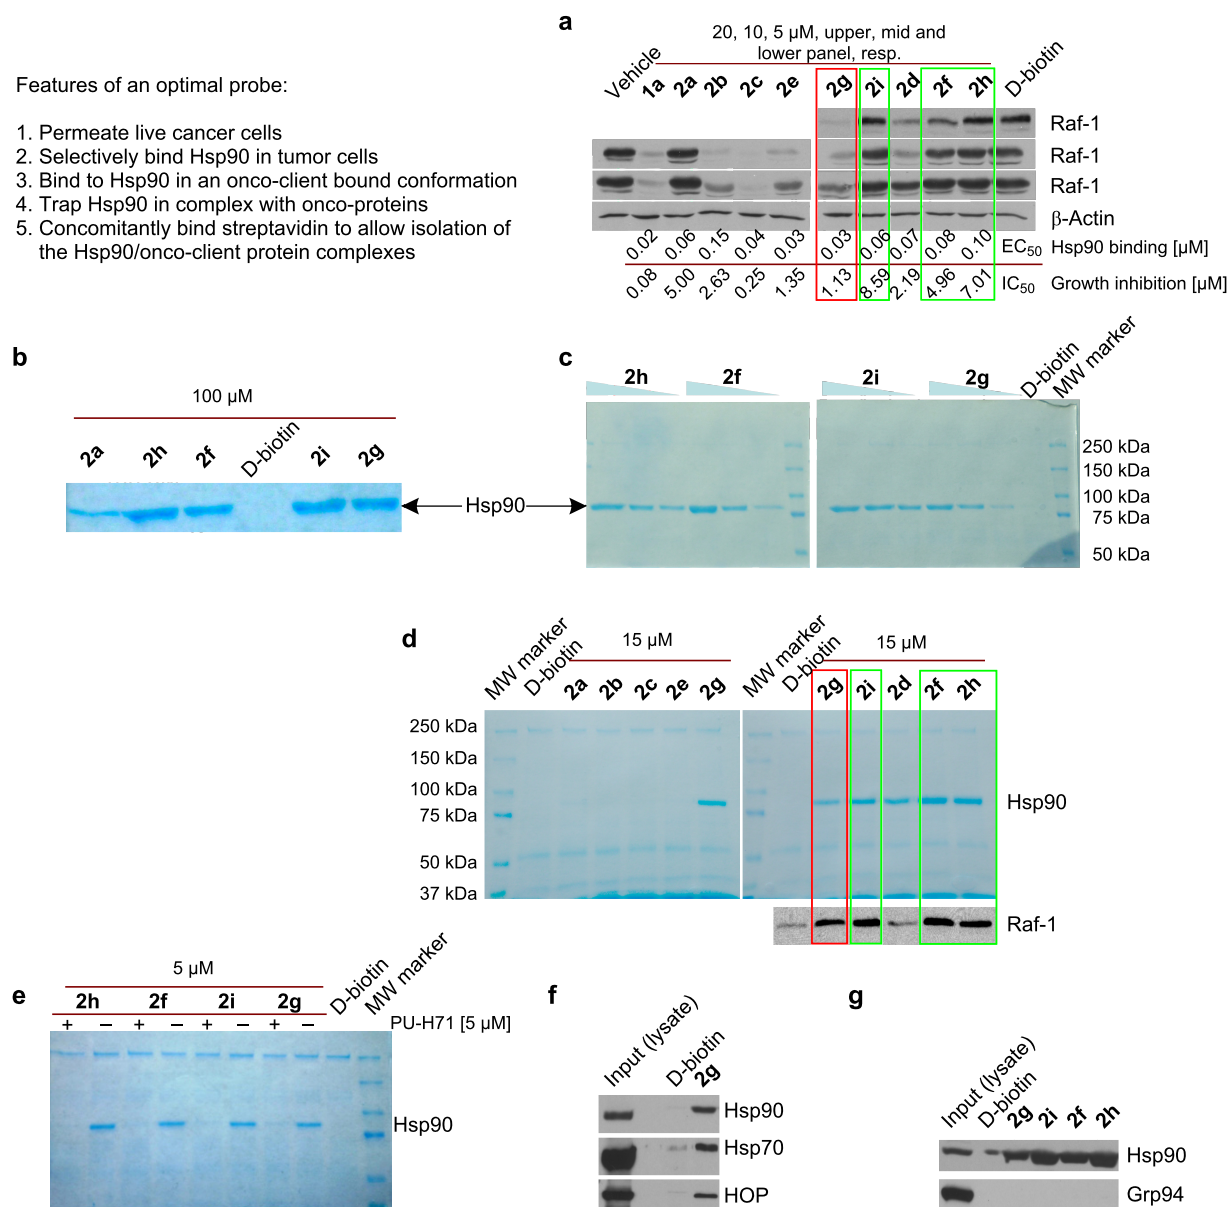 Features of an optimal probe:
1. Permeate live cancer cells
2. Selectively bind Hsp90 in tumor cells
3. Bind to Hsp90 in an onco-client bound conformation
4. Trap Hsp90 in complex with onco-proteins
5. Concomitantly bind streptavidin to allow isolation of
the Hsp90/onco-client protein complexes
a
20, 10, 5 µM, upper, mid and
lower panel, resp.
Vehicle 1a 2a 2b 2c 2e 2g 2i 2d 2f 2h D-biotin
Raf-1
Raf-1
Raf-1
β-Actin
0.02 0.06 0.15 0.04 0.03 0.03 0.06 0.07 0.08 0.10 EC50 Hsp90 binding [µM]
0.08 5.00 2.63 0.25 1.35 1.13 8.59 2.19 4.96 7.01 IC50 Growth inhibition [µM]
b
100 µM
2a 2h 2f D-biotin 2i 2g
Hsp90
c
2h 2f 2i 2g D-biotin MW marker
250 kDa
150 kDa
100 kDa
75 kDa
50 kDa
d
15 µM 15 µM
MW marker D-biotin 2a 2b 2c 2e 2g MW marker D-biotin 2g 2i 2d 2f 2h
250 kDa
150 kDa
100 kDa
75 kDa
50 kDa
37 kDa
Hsp90
Raf-1
e
5 µM
2h 2f 2i 2g D-biotin MW marker
+ – + – + – + – PU-H71 [5 µM]
Hsp90
f
Input (lysate) D-biotin 2g
Hsp90
Hsp70
HOP
g
Input (lysate) D-biotin 2g 2i 2f 2h
Hsp90
Grp94